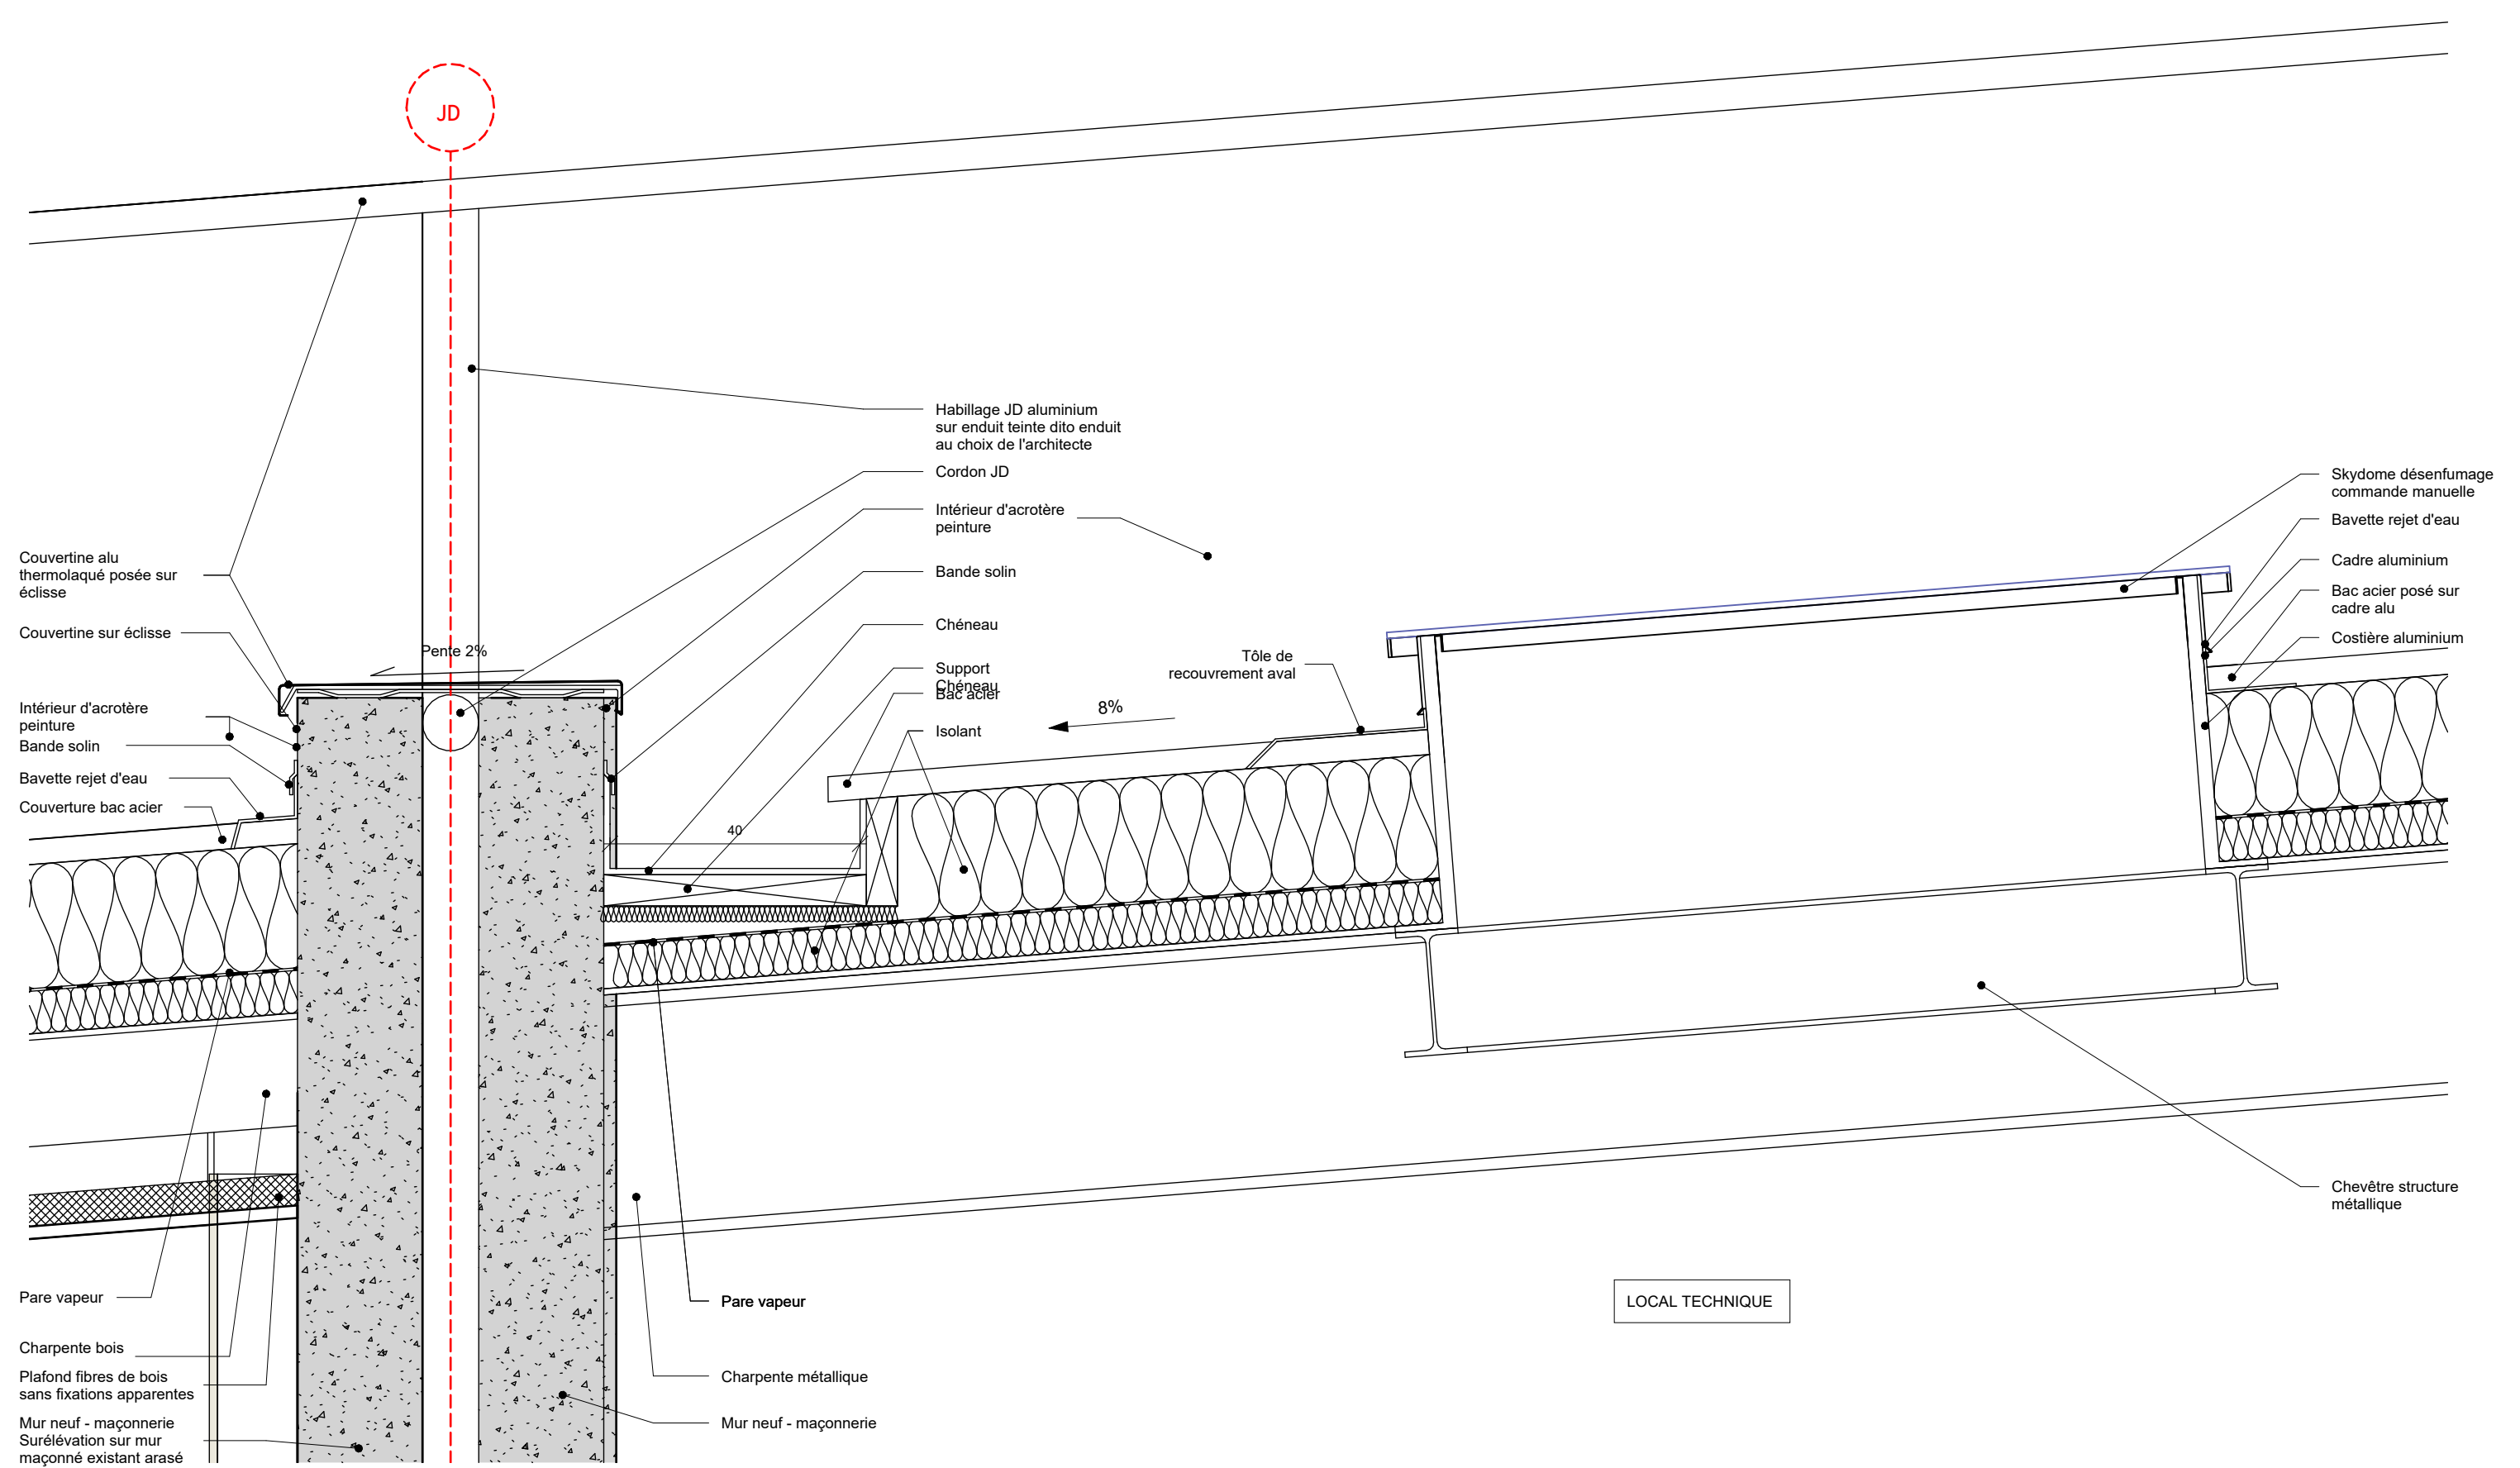 JD
Habillage JD aluminium
sur enduit teinte dito enduit
au choix de l'architecte
Cordon JD
Intérieur d'acrotère
peinture
Bande solin
Chéneau
Support
Chéneau
Bac acier
Isolant
Couvertine alu
thermolaqué posée sur
éclisse
Couvertine sur éclisse
Pente 2%
Intérieur d'acrotère
peinture
Bande solin
Bavette rejet d'eau
Couverture bac acier
40
8%
Tôle de
recouvrement aval
Skydome désenfumage
commande manuelle
Bavette rejet d'eau
Cadre aluminium
Bac acier posé sur
cadre alu
Costière aluminium
Chevêtre structure
métallique
LOCAL TECHNIQUE
Pare vapeur
Charpente bois
Plafond fibres de bois
sans fixations apparentes
Mur neuf - maçonnerie
Surélévation sur mur
maçonné existant arasé
Pare vapeur
Charpente métallique
Mur neuf - maçonnerie